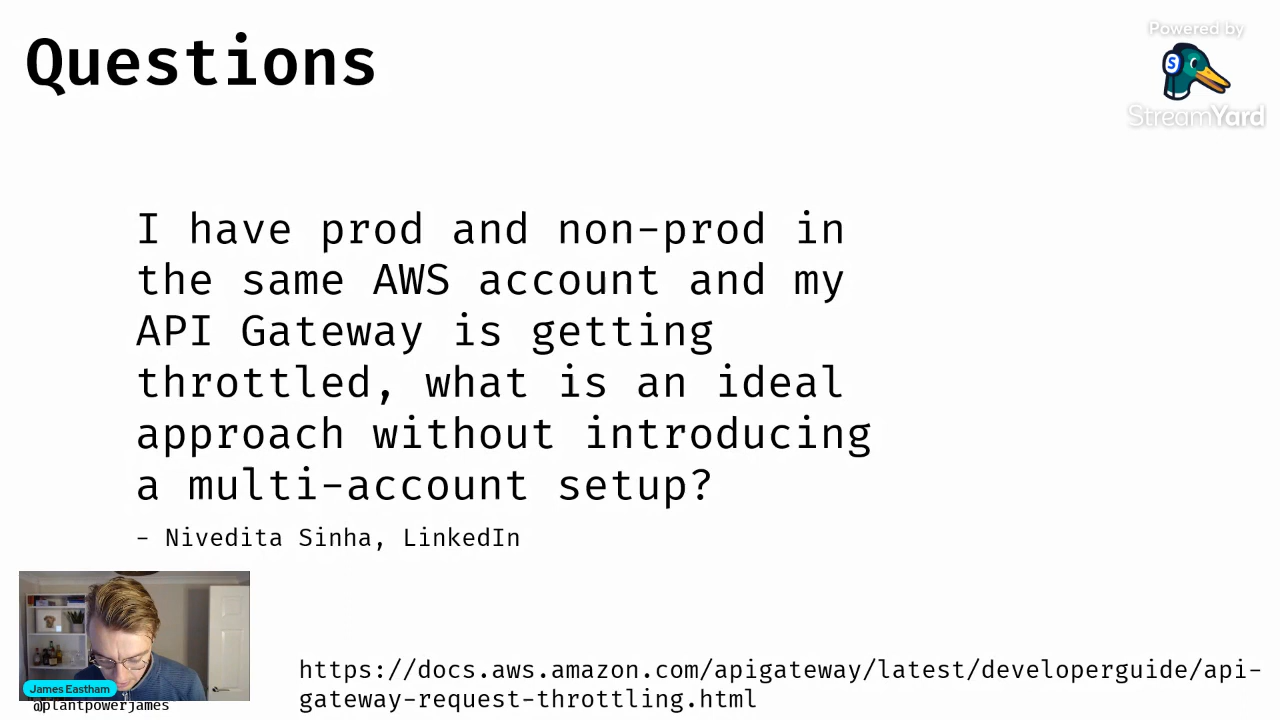 Questions
Powered by
S
StreamYard
I have prod and non-prod in
the same AWS account and my
API Gateway is getting
throttled, what is an ideal
approach without introducing
a multi-account setup?
- Nivedita Sinha, LinkedIn
James Eastham
@plantpowerjames
https://docs.aws.amazon.com/apigateway/latest/developerguide/api-
gateway-request-throttling.html